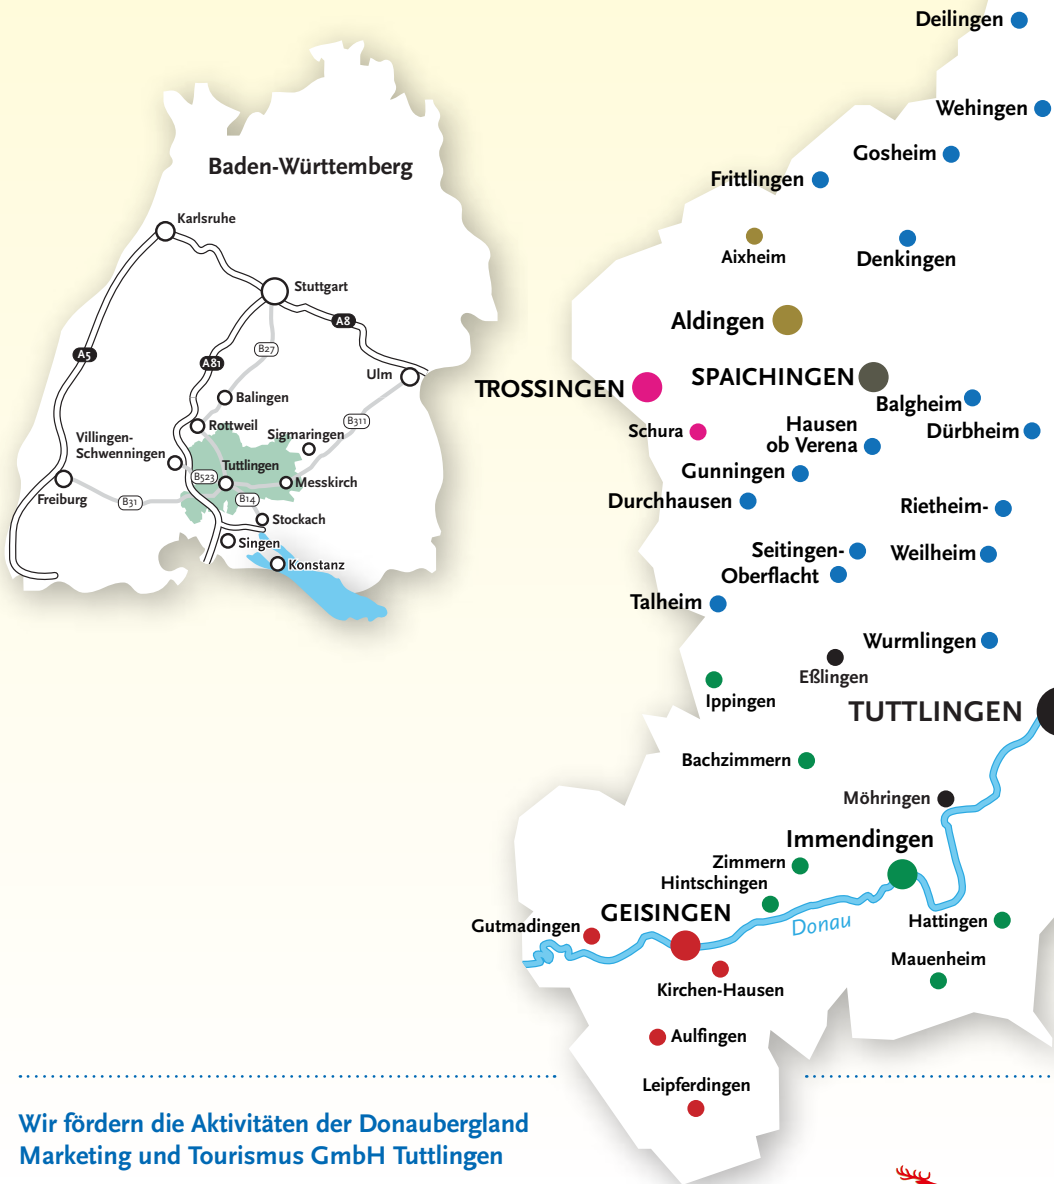 Baden-Württemberg
Karlsruhe
Stuttgart
A8
A5
B27
A81
Ulm
Balingen
B311
Rottweil
Sigmaringen
Villingen-
Schwenningen
Tuttlingen
B523
Messkirch
Freiburg
B31
B14
Stockach
Singen
Konstanz
Deilingen
Wehingen
Gosheim
Frittlingen
Aixheim
Denkingen
Aldingen
TROSSINGEN
SPAICHINGEN
Balgheim
Schura
Hausen
ob Verena
Dürbheim
Gunningen
Durchhausen
Rietheim-
Seitingen-
Oberflacht
Weilheim
Talheim
Wurmlingen
Eßlingen
Ippingen
TUTTLINGEN
Bachzimmern
Möhringen
Immendingen
Zimmern
Hintschingen
GEISINGEN
Gutmadingen
Donau
Hattingen
Mauenheim
Kirchen-Hausen
Aulfingen
Leipferdingen
Wir fördern die Aktivitäten der Donaubergland
Marketing und Tourismus GmbH Tuttlingen